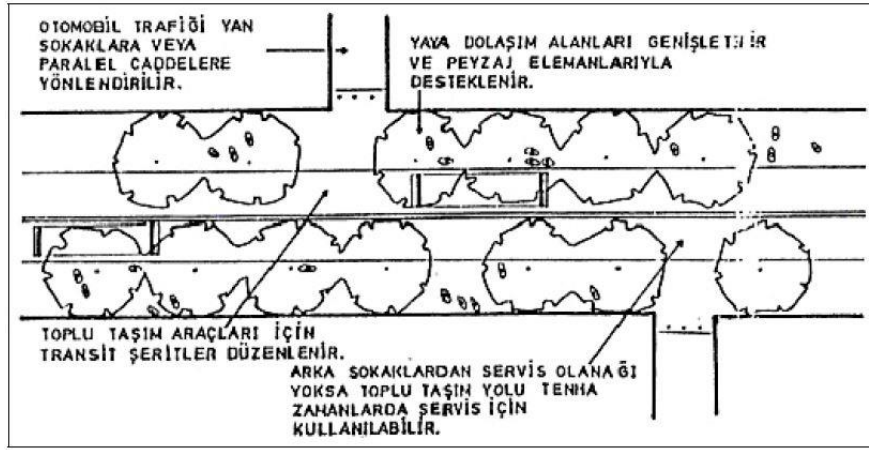 OTOMOBİL TRAFİĞİ YAN
SOKAKLARA VEYA
PARALEL CADDELERE
YÖNLENDİRİLİR.
YAYA DOLAŞIM ALANLARI GENİŞLETİLİR
VE PEYZAJ ELEMANLARIYLA
DESTEKLENİR.
TOPLU TAŞIM ARAÇLARI İÇİN
TRANSİT ŞERİTLER DÜZENLENİR.
ARKA SOKAKLARDAN SERVİS OLANAĞI
YOKSA TOPLU TAŞIM YOLU TENHA
ZAMANLARDA SERVİS İÇİN
KULLANILABİLİR.